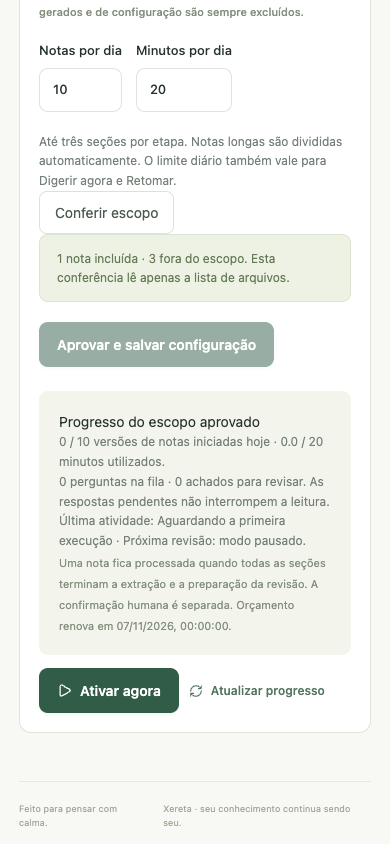 gerados e de configuração são sempre excluídos.
Notas por dia Minutos por dia
10 20
Até três seções por etapa. Notas longas são divididas
automaticamente. O limite diário também vale para
Digerir agora e Retomar.
Conferir escopo
1 nota incluída · 3 fora do escopo. Esta
conferência lê apenas a lista de arquivos.
Aprovar e salvar configuração
Progresso do escopo aprovado
0 / 10 versões de notas iniciadas hoje · 0.0 / 20
minutos utilizados.
0 perguntas na fila · 0 achados para revisar. As
respostas pendentes não interrompem a leitura.
Última atividade: Aguardando a primeira
execução · Próxima revisão: modo pausado.
Uma nota fica processada quando todas as seções
terminam a extração e a preparação da revisão. A
confirmação humana é separada. Orçamento
renova em 07/11/2026, 00:00:00.
Ativar agora Atualizar progresso
Feito para pensar com
calma.
Xereta · seu conhecimento continua sendo
seu.